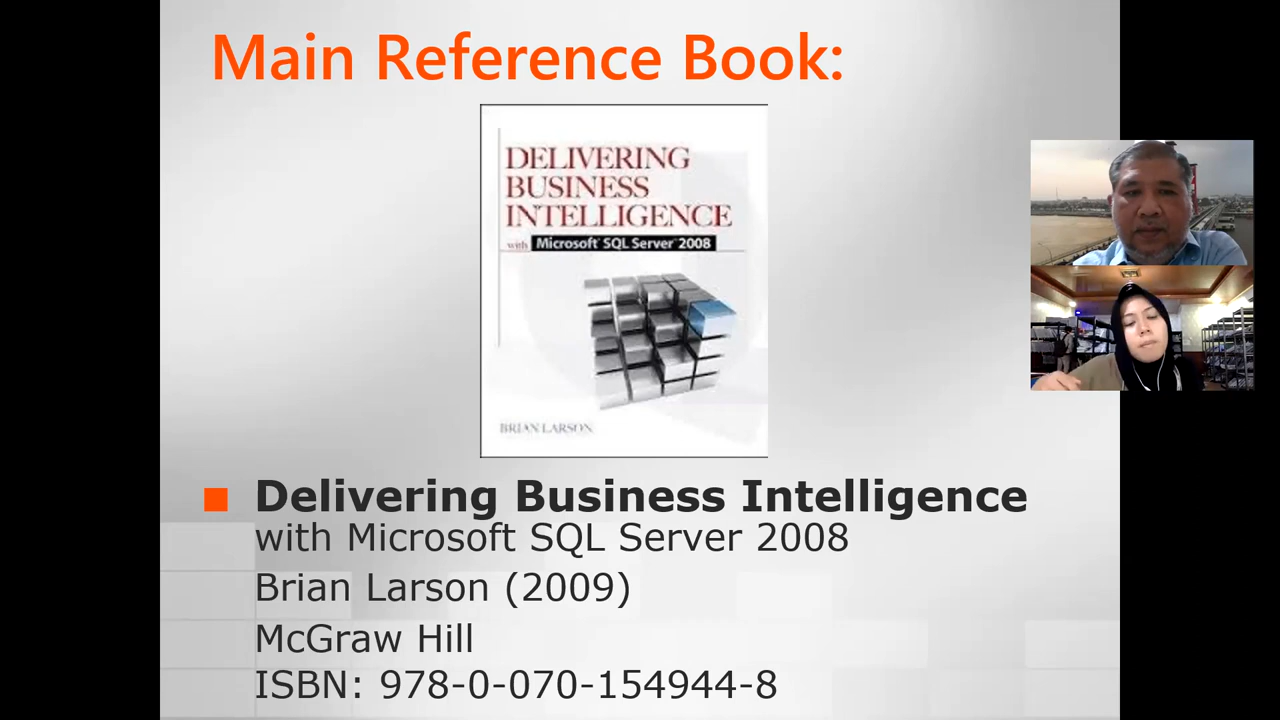 Main Reference Book:
DELIVERING
BUSINESS
INTELLIGENCE
with Microsoft SQL Server 2008
BRIAN LARSON
Delivering Business Intelligence
with Microsoft SQL Server 2008
Brian Larson (2009)
McGraw Hill
ISBN: 978-0-070-154944-8